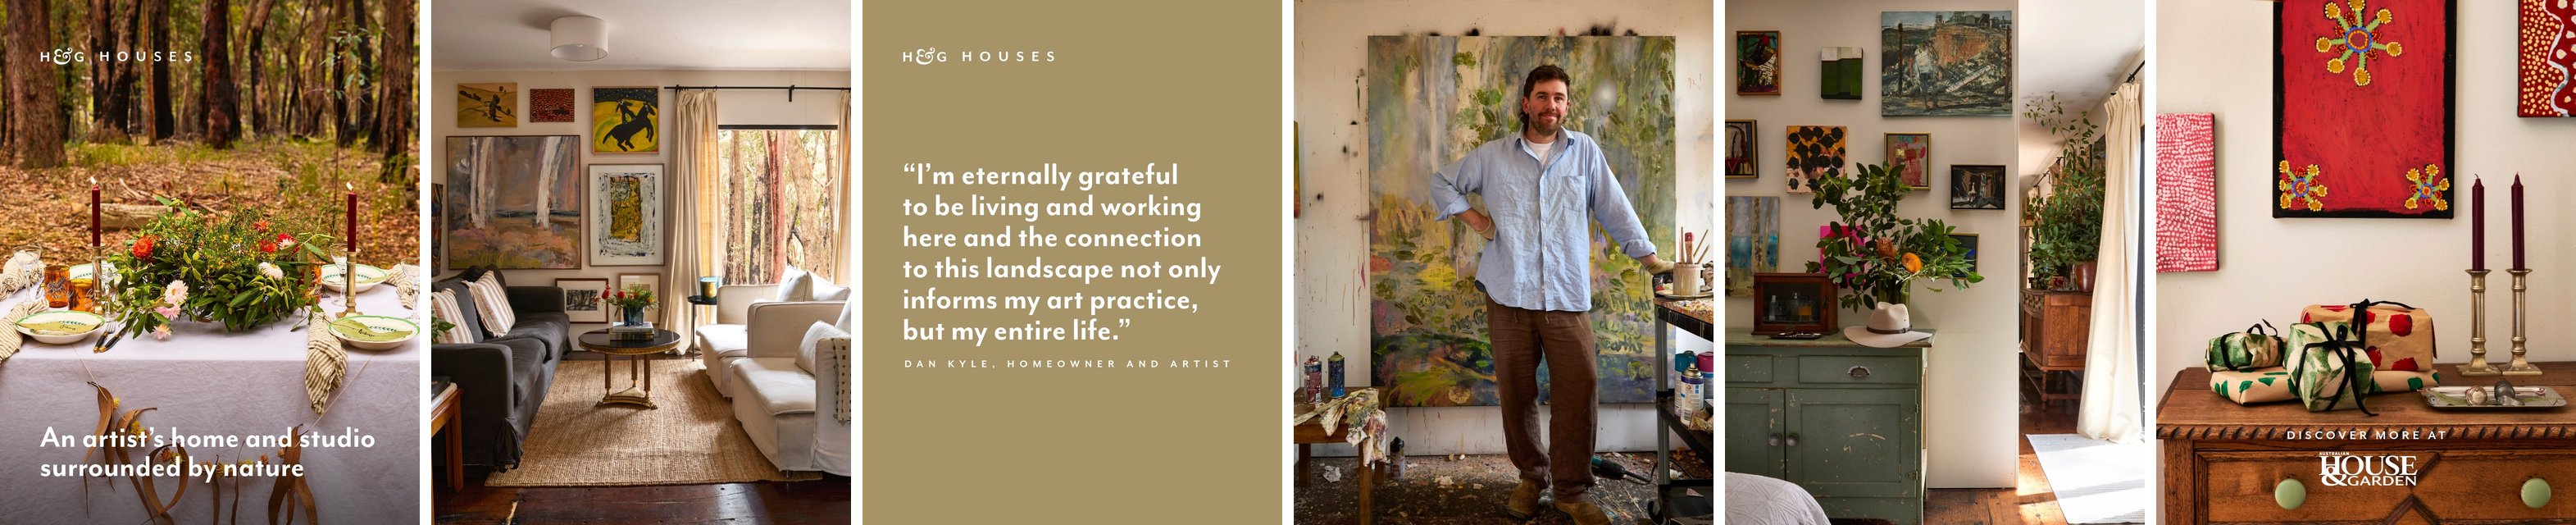 H&G HOUSES
An artist's home and studio
surrounded by nature
H&G HOUSES
“I’m eternally grateful
to be living and working
here and the connection
to this landscape not only
informs my art practice,
but my entire life.”
DAN KYLE, HOMEOWNER AND ARTIST
DISCOVER MORE AT
AUSTRALIAN
HOUSE
&GARDEN